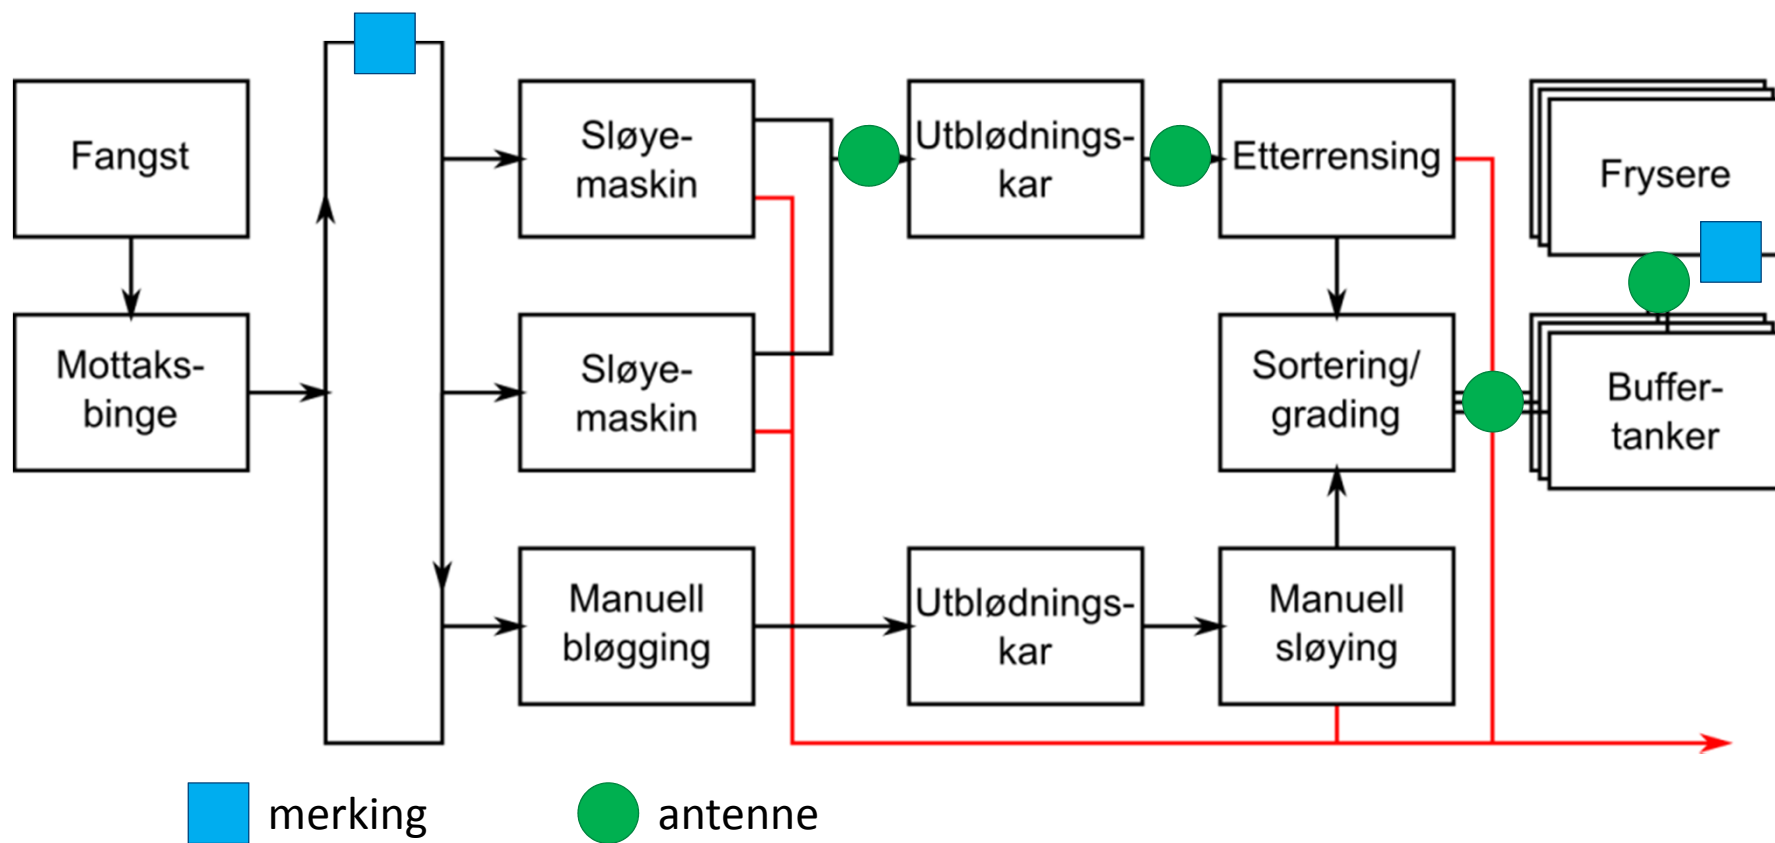 Fangst
Sløye-
maskin
Utblødnings-
kar
Etterrensing
Frysere
Mottaks-
binge
Sløye-
maskin
Sortering/
grading
Buffer-
tanker
Manuell
bløgging
Utblødnings-
kar
Manuell
sløying
merking
antenne